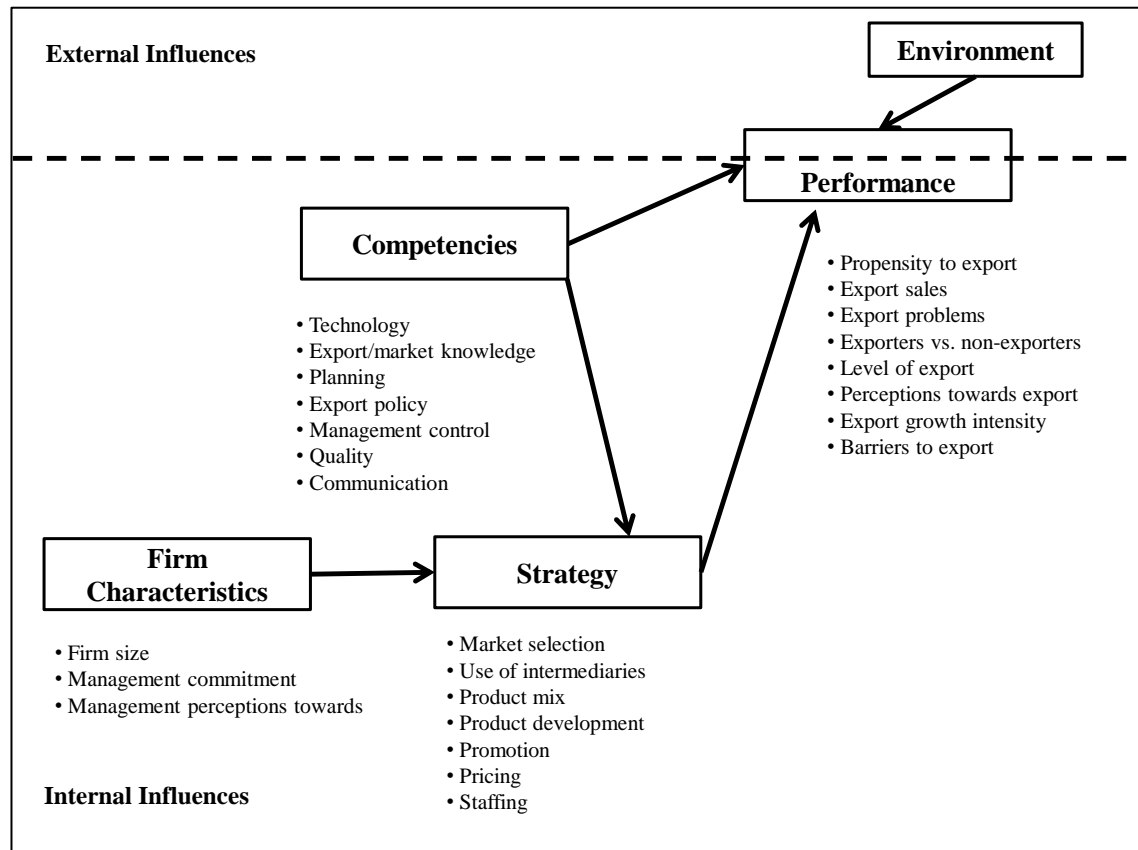 External Influences
Environment
Performance
Competencies
• Propensity to export
• Export sales
• Export problems
• Exporters vs. non-exporters
• Level of export
• Perceptions towards export
• Export growth intensity
• Barriers to export
• Technology
• Export/market knowledge
• Planning
• Export policy
• Management control
• Quality
• Communication
Firm
Characteristics
Strategy
• Firm size
• Management commitment
• Management perceptions towards
• Market selection
• Use of intermediaries
• Product mix
• Product development
• Promotion
• Pricing
• Staffing
Internal Influences